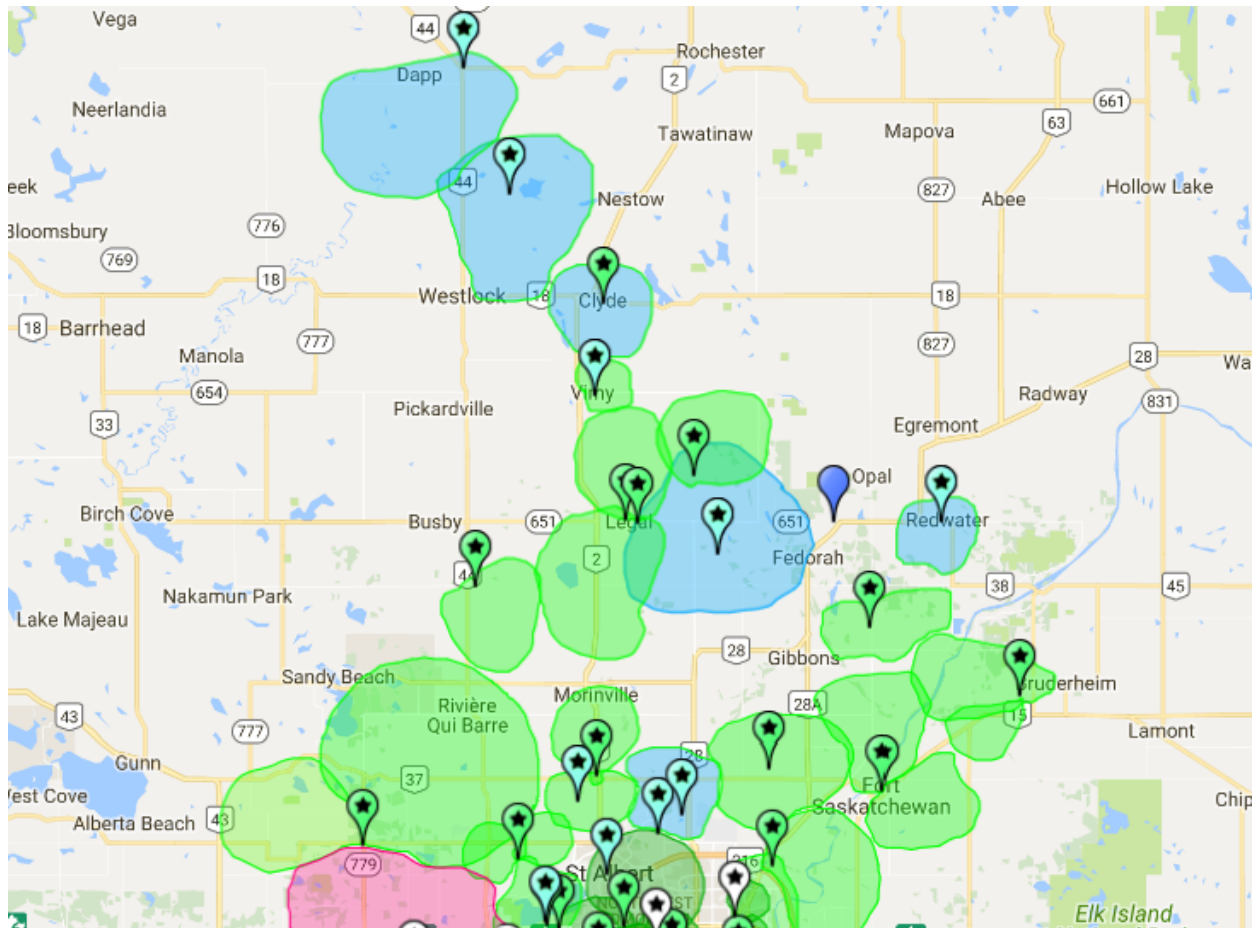 Vega
44
Rochester
Dapp
2
Neerlandia
661
63
Tawatinaw
Mapova
eek
44
827
Hollow Lake
Nestow
Abee
776
Bloomsbury
769
18
Westlock
18
Clyde
18
18
Barrhead
777
827
28
Manola
Wa
Vimy
654
Radway
831
Pickardville
33
Egremont
Opal
Birch Cove
Busby
651
Legal
651
Redwater
2
Fedorah
Nakamun Park
38
45
Lake Majeau
28
Gibbons
Sandy Beach
Bruderheim
Morinville
Rivière
Qui Barre
28A
43
15
777
Lamont
28
Gunn
37
Fort
Saskatchewan
West Cove
Chip
Alberta Beach
43
779
216
St Albert
Elk Island